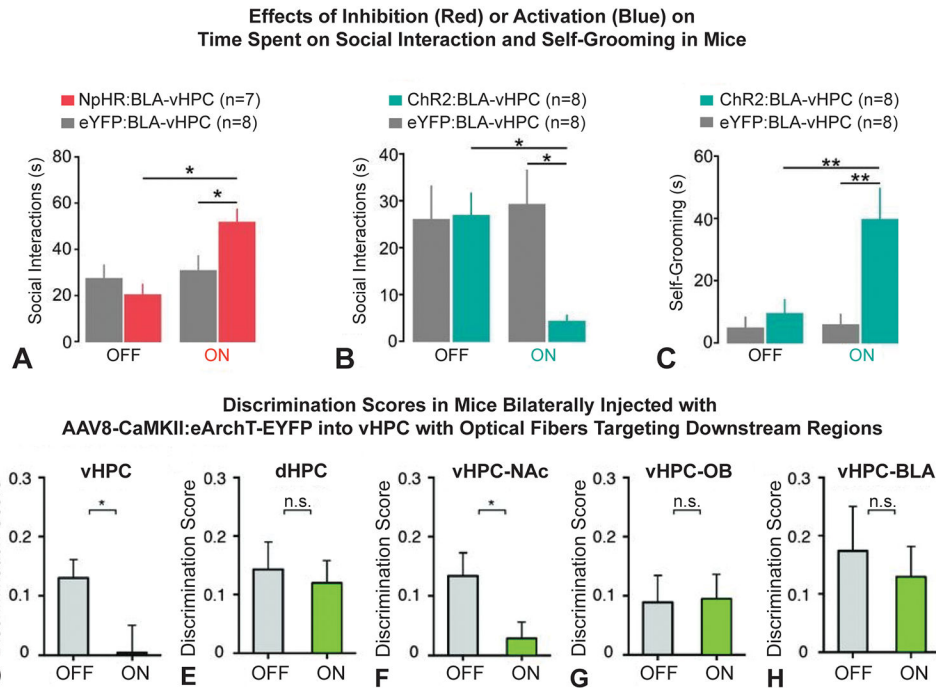 Effects of Inhibition (Red) or Activation (Blue) on
Time Spent on Social Interaction and Self-Grooming in Mice
NpHR:BLA-vHPC (n=7)
eYFP:BLA-vHPC (n=8)
Social Interactions (s)
80
60
40
20
0
*
*
OFF
ON
A
ChR2:BLA-vHPC (n=8)
eYFP:BLA-vHPC (n=8)
Social Interactions (s)
40
30
20
10
0
*
*
OFF
ON
B
ChR2:BLA-vHPC (n=8)
eYFP:BLA-vHPC (n=8)
Self-Grooming (s)
60
40
20
0
**
**
OFF
ON
C
Discrimination Scores in Mice Bilaterally Injected with
AAV8-CaMKII:eArchT-EYFP into vHPC with Optical Fibers Targeting Downstream Regions
vHPC
0.3
0.2
0.1
0
*
OFF
ON
dHPC
Discrimination Score
0.3
0.2
0.1
0
n.s.
OFF
ON
E
vHPC-NAc
Discrimination Score
0.3
0.2
0.1
0
*
OFF
ON
F
vHPC-OB
Discrimination Score
0.3
0.2
0.1
0
n.s.
OFF
ON
G
vHPC-BLA
Discrimination Score
0.3
0.2
0.1
0
n.s.
OFF
ON
H